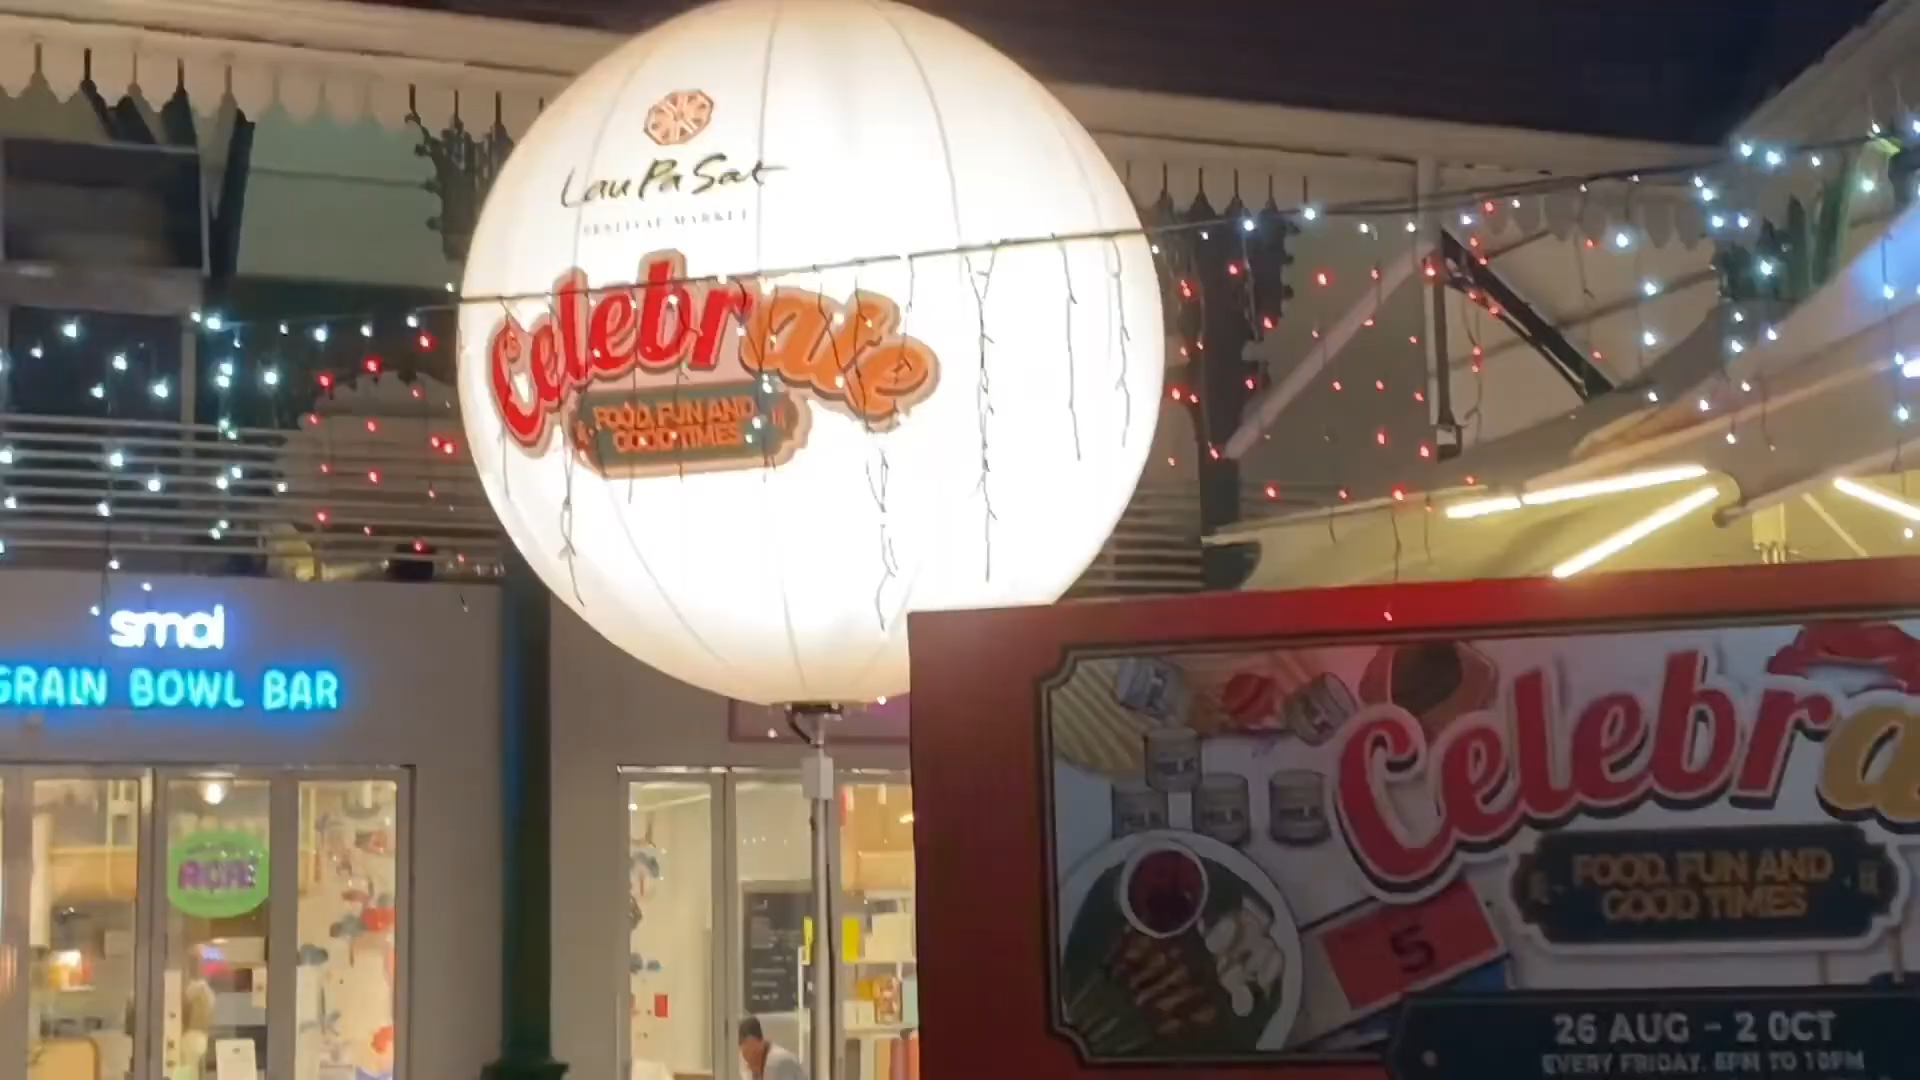 Lau Pa Sat
FESTIVAL MARKET
Celebrate
FOOD, FUN AND
GOOD TIMES
smol
GRAIN BOWL BAR
AÇAÍ
Celebra
FOOD, FUN AND
GOOD TIMES
5
26 AUG - 2 OCT
EVERY FRIDAY, 6PM TO 10PM